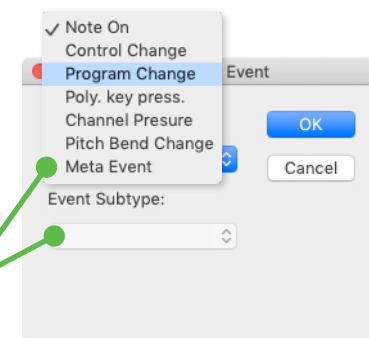 ✓ Note On
Control Change
Program Change
Event
Poly. key press.
Channel Presure
OK
Pitch Bend Change
Meta Event
Cancel
Event Subtype: